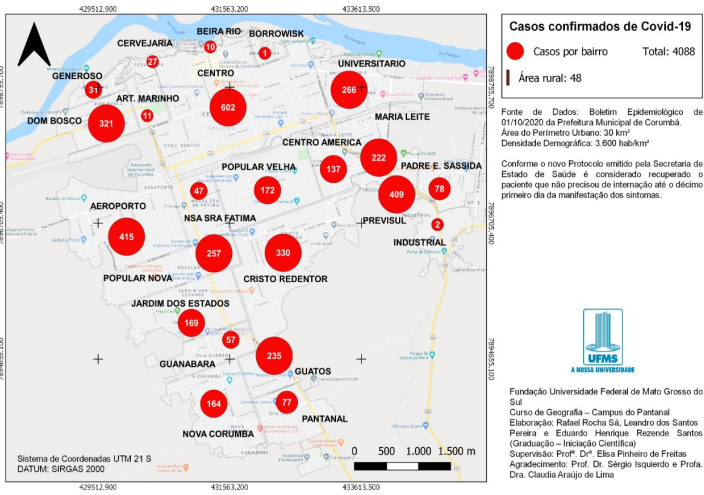 429512.900
431563.200
433613.500
7898755.700
7896705.400
7894655.100
BEIRA RIO
BORROWISK
10
1
CERVEJARIA
27
UNIVERSITARIO
266
GENEROSO
31
CENTRO
602
ART. MARINHO
11
DOM BOSCO
321
MARIA LEITE
222
CENTRO AMERICA
137
POPULAR VELHA
172
PADRE E. SASSIDA
78
409
PREVISUL
47
NSA SRA FATIMA
AEROPORTO
415
2
INDUSTRIAL
257
POPULAR NOVA
330
CRISTO REDENTOR
JARDIM DOS ESTADOS
169
57
GUANABARA
235
GUATOS
164
NOVA CORUMBA
77
PANTANAL
Sistema de Coordenadas UTM 21 S
DATUM: SIRGAS 2000
0 500 1.000 1.500 m
429512.900
431563.200
433613.500
7898755.700
7896705.400
7894655.100
Casos confirmados de Covid-19
Casos por bairro Total: 4088
Área rural: 48
Fonte de Dados: Boletim Epidemiológico de
01/10/2020 da Prefeitura Municipal de Corumbá.
Área do Perímetro Urbano: 30 km²
Densidade Demográfica: 3.600 hab/km²
Conforme o novo Protocolo emitido pela Secretaria de
Estado de Saúde é considerado recuperado o
paciente que não precisou de internação até o décimo
primeiro dia da manifestação dos sintomas.
UFMS
A NOSSA UNIVERSIDADE
Fundação Universidade Federal de Mato Grosso do
Sul
Curso de Geografia – Campus do Pantanal
Elaboração: Rafael Rocha Sá, Leandro dos Santos
Pereira e Eduardo Henrique Rezende Santos
(Graduação – Iniciação Científica)
Supervisão: Profª. Drª. Elisa Pinheiro de Freitas
Agradecimento: Prof. Dr. Sérgio Isquierdo e Profa.
Dra. Claudia Araújo de Lima